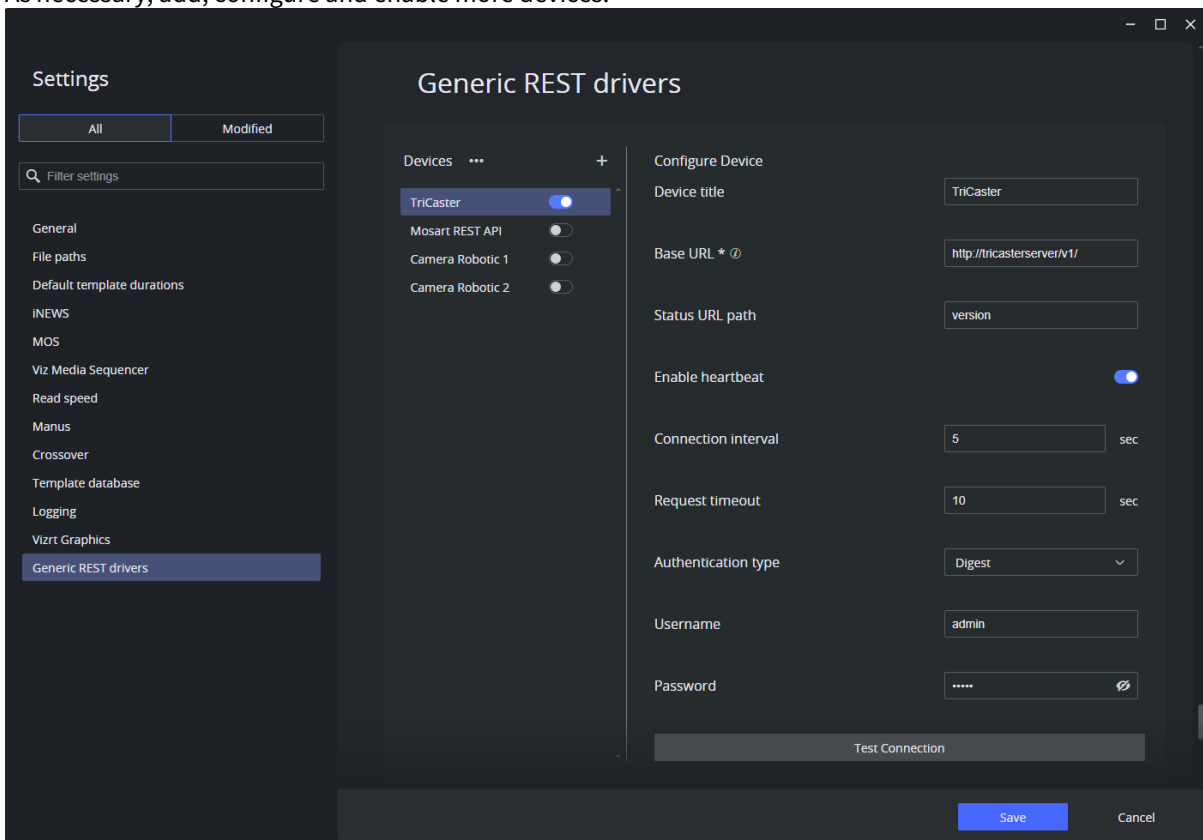 As necessary, add, configure and enable more devices.
Settings
All
Modified
Filter settings
General
File paths
Default template durations
iNEWS
MOS
Viz Media Sequencer
Read speed
Manus
Crossover
Template database
Logging
Vizrt Graphics
Generic REST drivers
Generic REST drivers
Devices ••• +
TriCaster
Mosart REST API
Camera Robotic 1
Camera Robotic 2
Configure Device
Device title TriCaster
Base URL * http://tricasterserver/v1/
Status URL path version
Enable heartbeat
Connection interval 5 sec
Request timeout 10 sec
Authentication type Digest
Username admin
Password •••••
Test Connection
Save Cancel